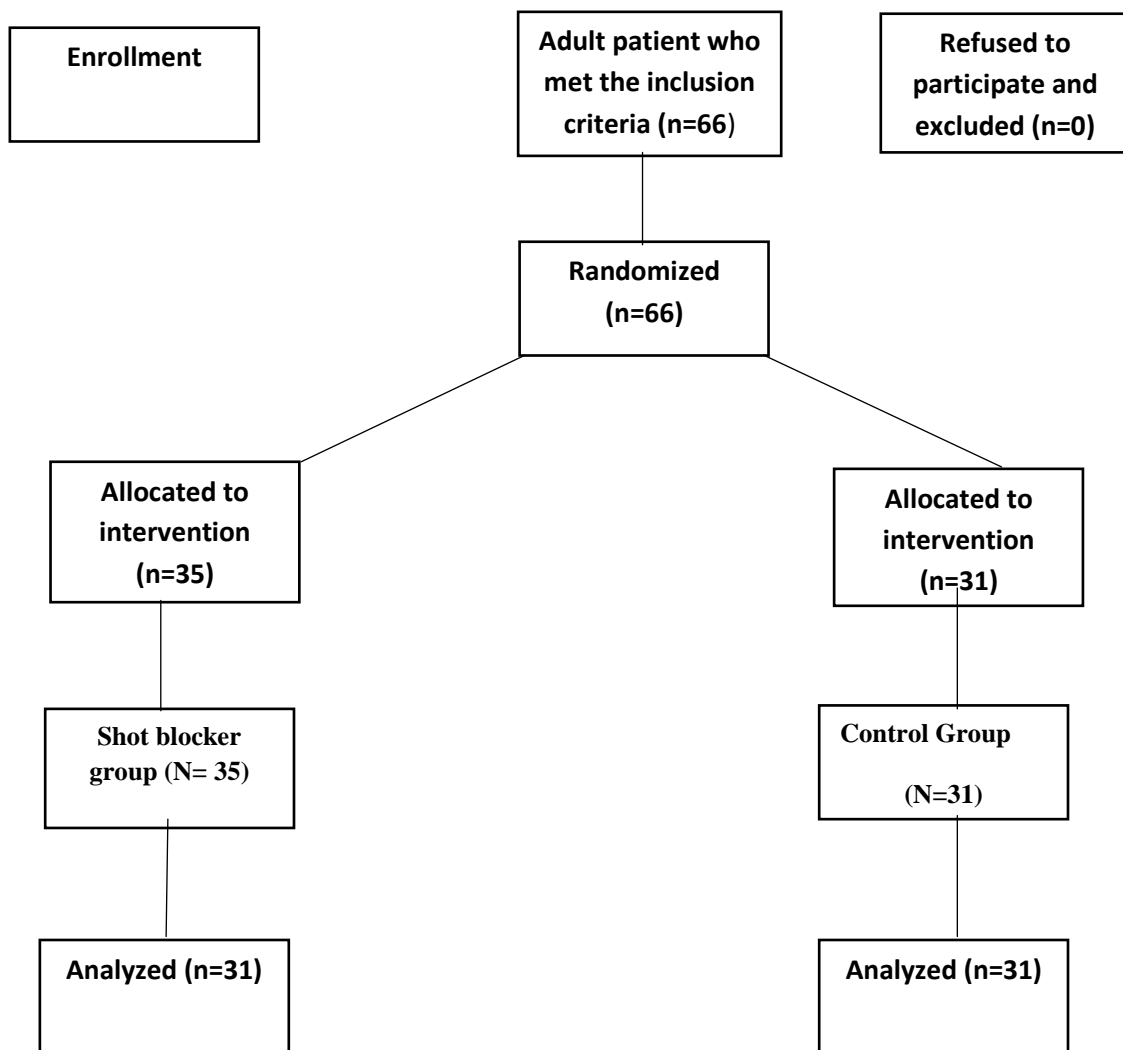 Enrollment
Adult patient who
met the inclusion
criteria (n=66)
Refused to
participate and
excluded (n=0)
Randomized
(n=66)
Allocated to
intervention
(n=35)
Allocated to
intervention
(n=31)
Shot blocker
group (N= 35)
Control Group
(N=31)
Analyzed (n=31)
Analyzed (n=31)